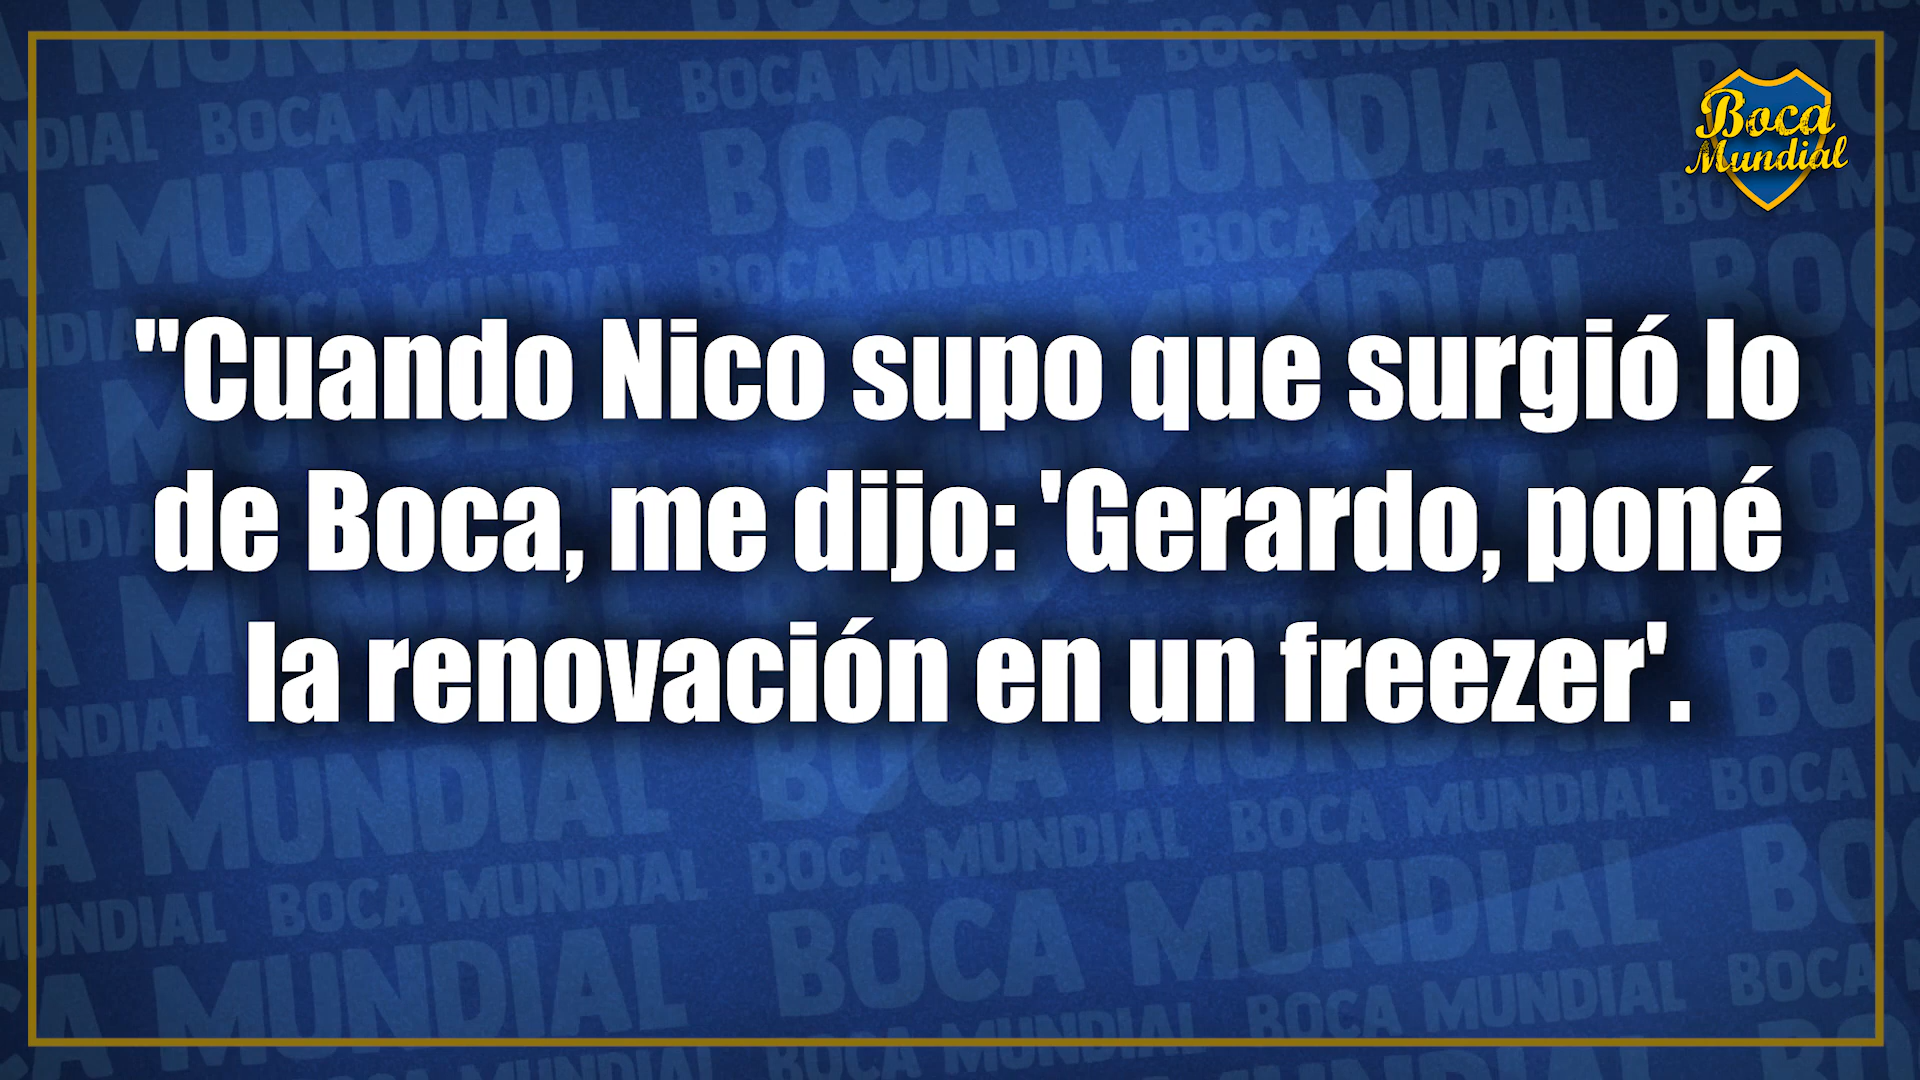 Boca
Mundial
"Cuando Nico supo que surgió lo
de Boca, me dijo: 'Gerardo, poné
la renovación en un freezer'.